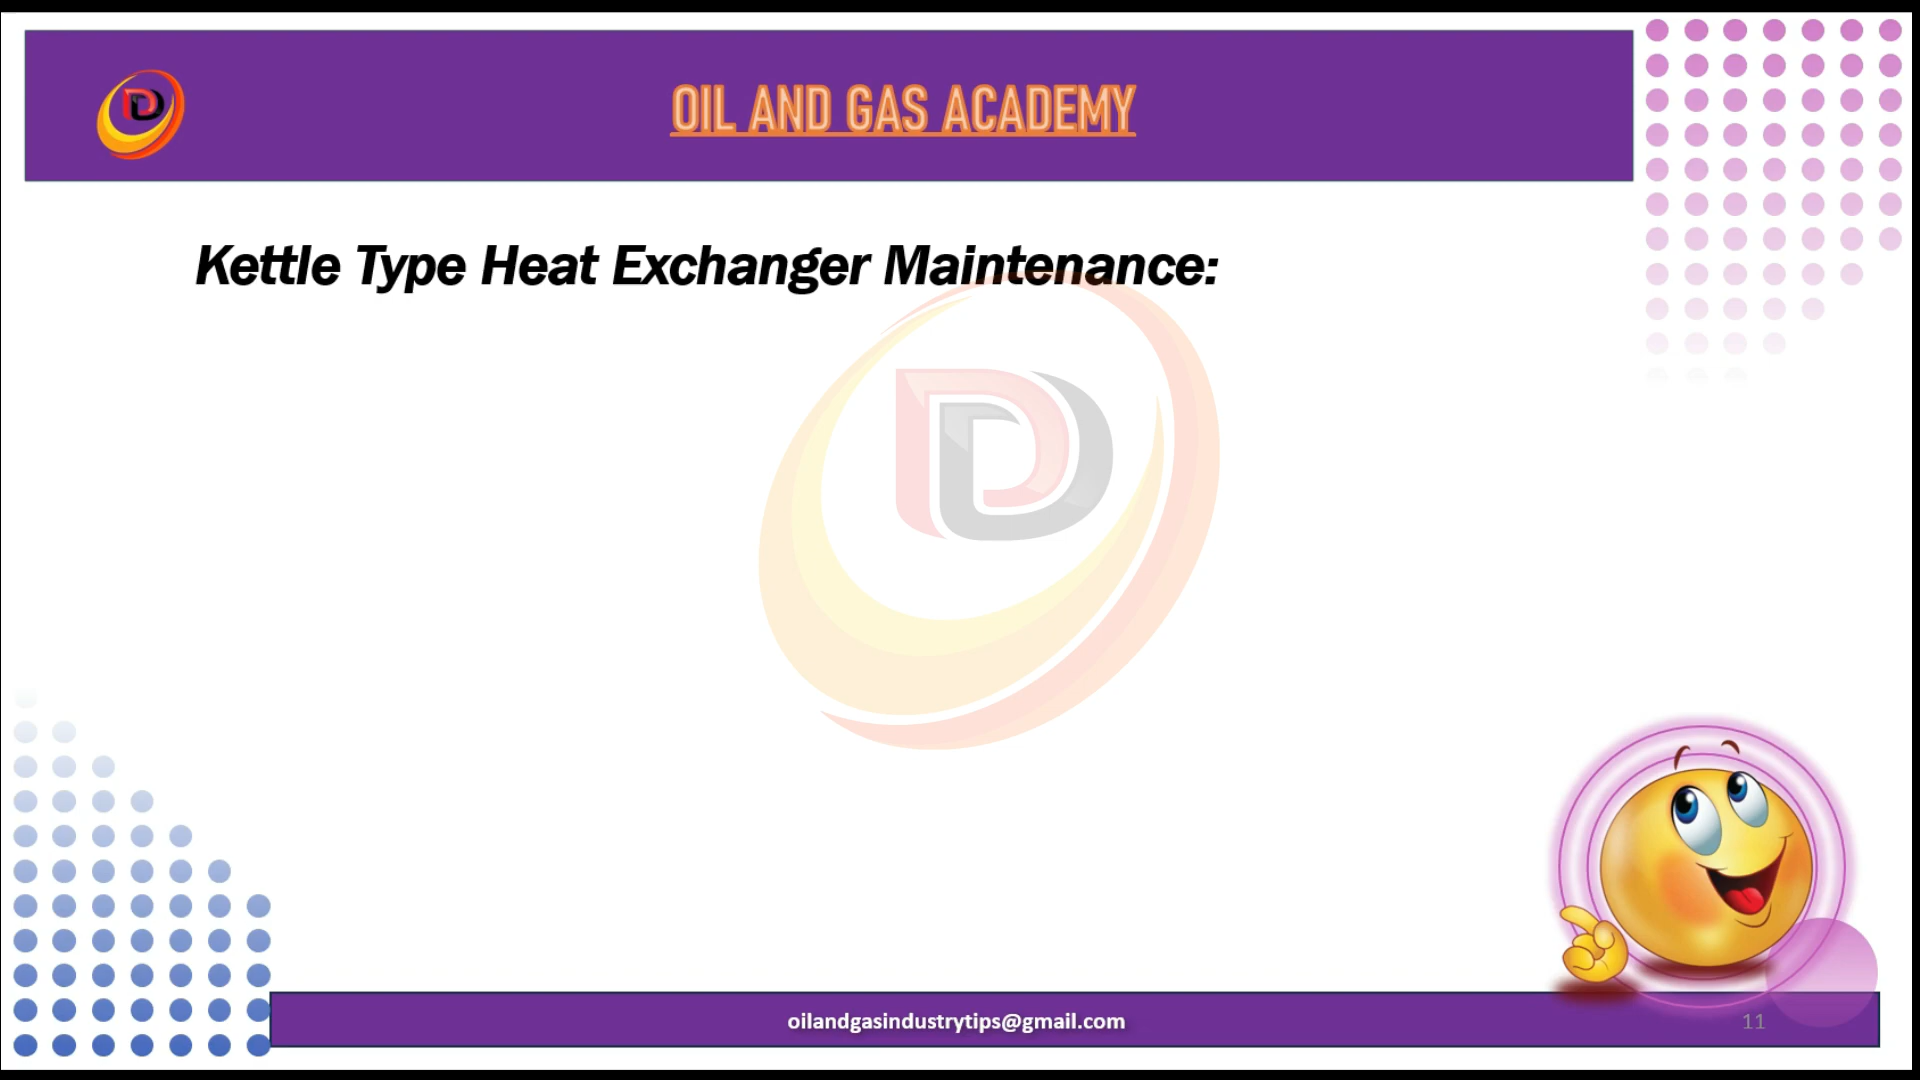 OIL AND GAS ACADEMY
Kettle Type Heat Exchanger Maintenance:
oilandgasindustrytips@gmail.com
11